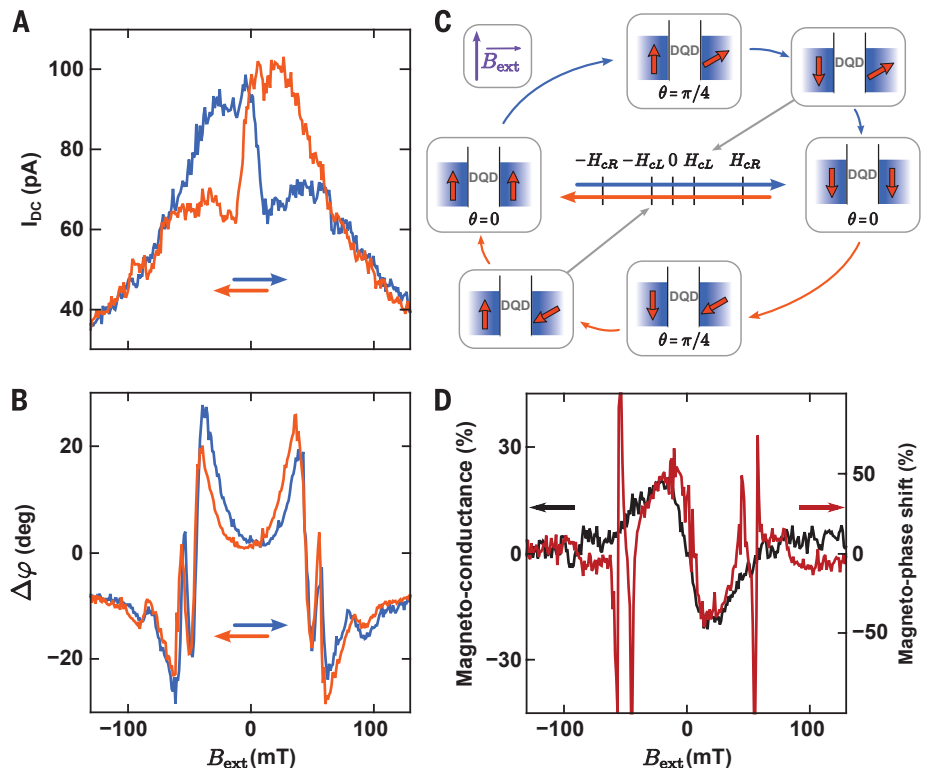 A
100
80
60
40
I_DC (pA)
B
20
0
−20
Δφ (deg)
−100
0
100
B_ext (mT)
C
B_ext
DQD
θ = π/4
DQD
DQD
θ = 0
−H_cR −H_cL 0 H_cL H_cR
DQD
θ = 0
DQD
DQD
θ = π/4
D
30
0
−30
Magneto-conductance (%)
50
0
−50
Magneto-phase shift (%)
−100
0
100
B_ext (mT)